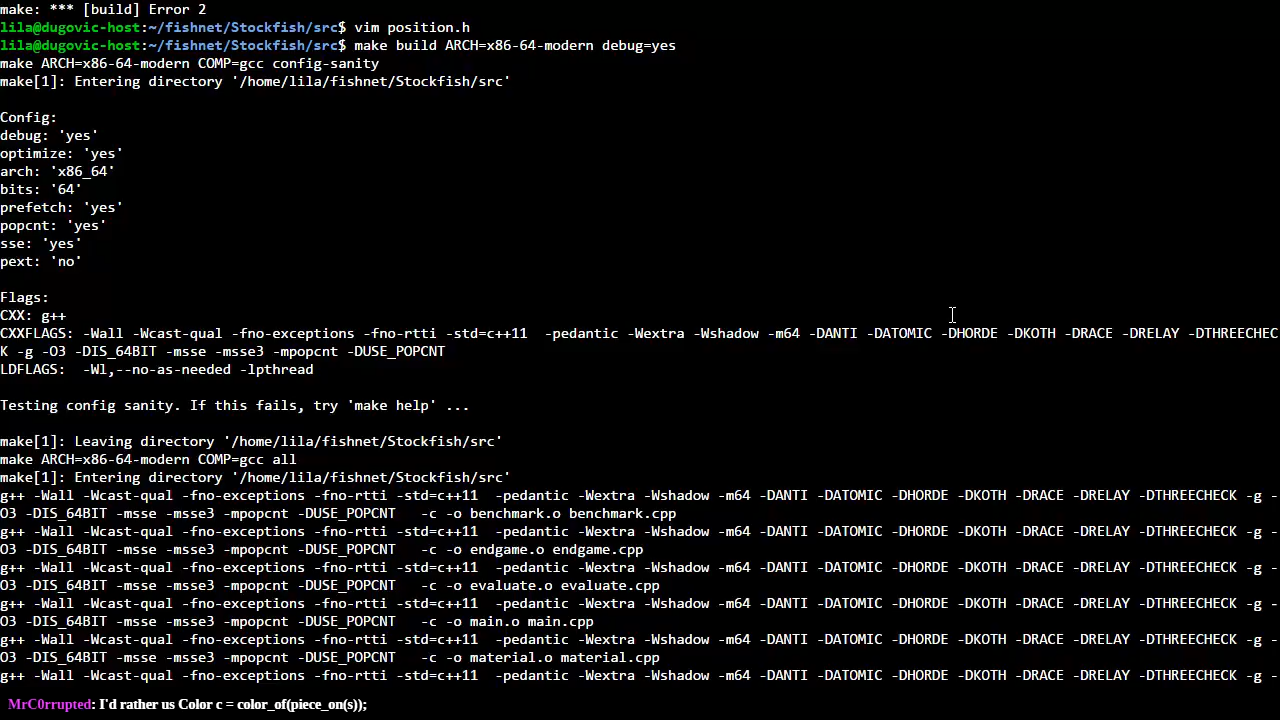 make: *** [build] Error 2
lila@dugovic-host:~/fishnet/Stockfish/src$ vim position.h
lila@dugovic-host:~/fishnet/Stockfish/src$ make build ARCH=x86-64-modern debug=yes
make ARCH=x86-64-modern COMP=gcc config-sanity
make[1]: Entering directory '/home/lila/fishnet/Stockfish/src'
Config:
debug: 'yes'
optimize: 'yes'
arch: 'x86_64'
bits: '64'
prefetch: 'yes'
popcnt: 'yes'
sse: 'yes'
pext: 'no'
Flags:
CXX: g++
CXXFLAGS: -Wall -Wcast-qual -fno-exceptions -fno-rtti -std=c++11  -pedantic -Wextra -Wshadow -m64 -DANTI -DATOMIC -DHORDE -DKOTH -DRACE -DRELAY -DTHREECHEC
K -g -O3 -DIS_64BIT -msse -msse3 -mpopcnt -DUSE_POPCNT
LDFLAGS:  -Wl,--no-as-needed -lpthread
Testing config sanity. If this fails, try 'make help' ...
make[1]: Leaving directory '/home/lila/fishnet/Stockfish/src'
make ARCH=x86-64-modern COMP=gcc all
make[1]: Entering directory '/home/lila/fishnet/Stockfish/src'
g++ -Wall -Wcast-qual -fno-exceptions -fno-rtti -std=c++11  -pedantic -Wextra -Wshadow -m64 -DANTI -DATOMIC -DHORDE -DKOTH -DRACE -DRELAY -DTHREECHECK -g -
O3 -DIS_64BIT -msse -msse3 -mpopcnt -DUSE_POPCNT   -c -o benchmark.o benchmark.cpp
g++ -Wall -Wcast-qual -fno-exceptions -fno-rtti -std=c++11  -pedantic -Wextra -Wshadow -m64 -DANTI -DATOMIC -DHORDE -DKOTH -DRACE -DRELAY -DTHREECHECK -g -
O3 -DIS_64BIT -msse -msse3 -mpopcnt -DUSE_POPCNT   -c -o endgame.o endgame.cpp
g++ -Wall -Wcast-qual -fno-exceptions -fno-rtti -std=c++11  -pedantic -Wextra -Wshadow -m64 -DANTI -DATOMIC -DHORDE -DKOTH -DRACE -DRELAY -DTHREECHECK -g -
O3 -DIS_64BIT -msse -msse3 -mpopcnt -DUSE_POPCNT   -c -o evaluate.o evaluate.cpp
g++ -Wall -Wcast-qual -fno-exceptions -fno-rtti -std=c++11  -pedantic -Wextra -Wshadow -m64 -DANTI -DATOMIC -DHORDE -DKOTH -DRACE -DRELAY -DTHREECHECK -g -
O3 -DIS_64BIT -msse -msse3 -mpopcnt -DUSE_POPCNT   -c -o main.o main.cpp
g++ -Wall -Wcast-qual -fno-exceptions -fno-rtti -std=c++11  -pedantic -Wextra -Wshadow -m64 -DANTI -DATOMIC -DHORDE -DKOTH -DRACE -DRELAY -DTHREECHECK -g -
O3 -DIS_64BIT -msse -msse3 -mpopcnt -DUSE_POPCNT   -c -o material.o material.cpp
g++ -Wall -Wcast-qual -fno-exceptions -fno-rtti -std=c++11  -pedantic -Wextra -Wshadow -m64 -DANTI -DATOMIC -DHORDE -DKOTH -DRACE -DRELAY -DTHREECHECK -g -
MrC0rrupted: I'd rather us Color c = color_of(piece_on(s));